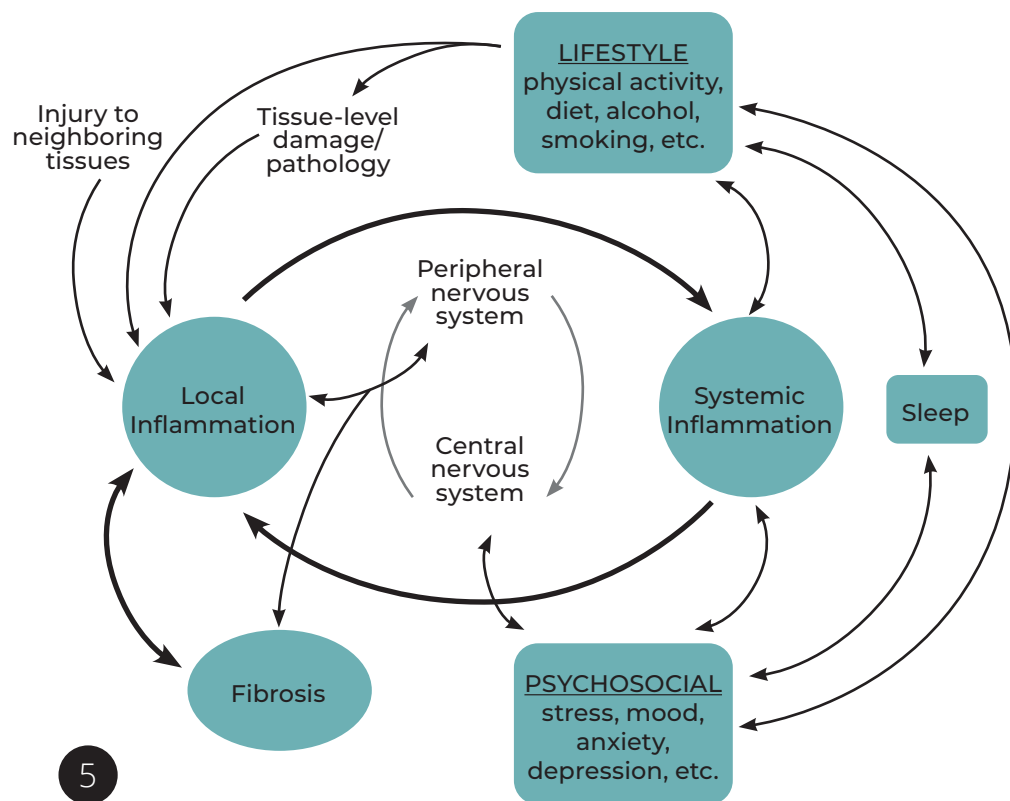 LIFESTYLE
physical activity,
diet, alcohol,
smoking, etc.
Injury to
neighboring
tissues
Tissue-level
damage/
pathology
Peripheral
nervous
system
Local
Inflammation
Systemic
Inflammation
Sleep
Central
nervous
system
Fibrosis
PSYCHOSOCIAL
stress, mood,
anxiety,
depression, etc.
5